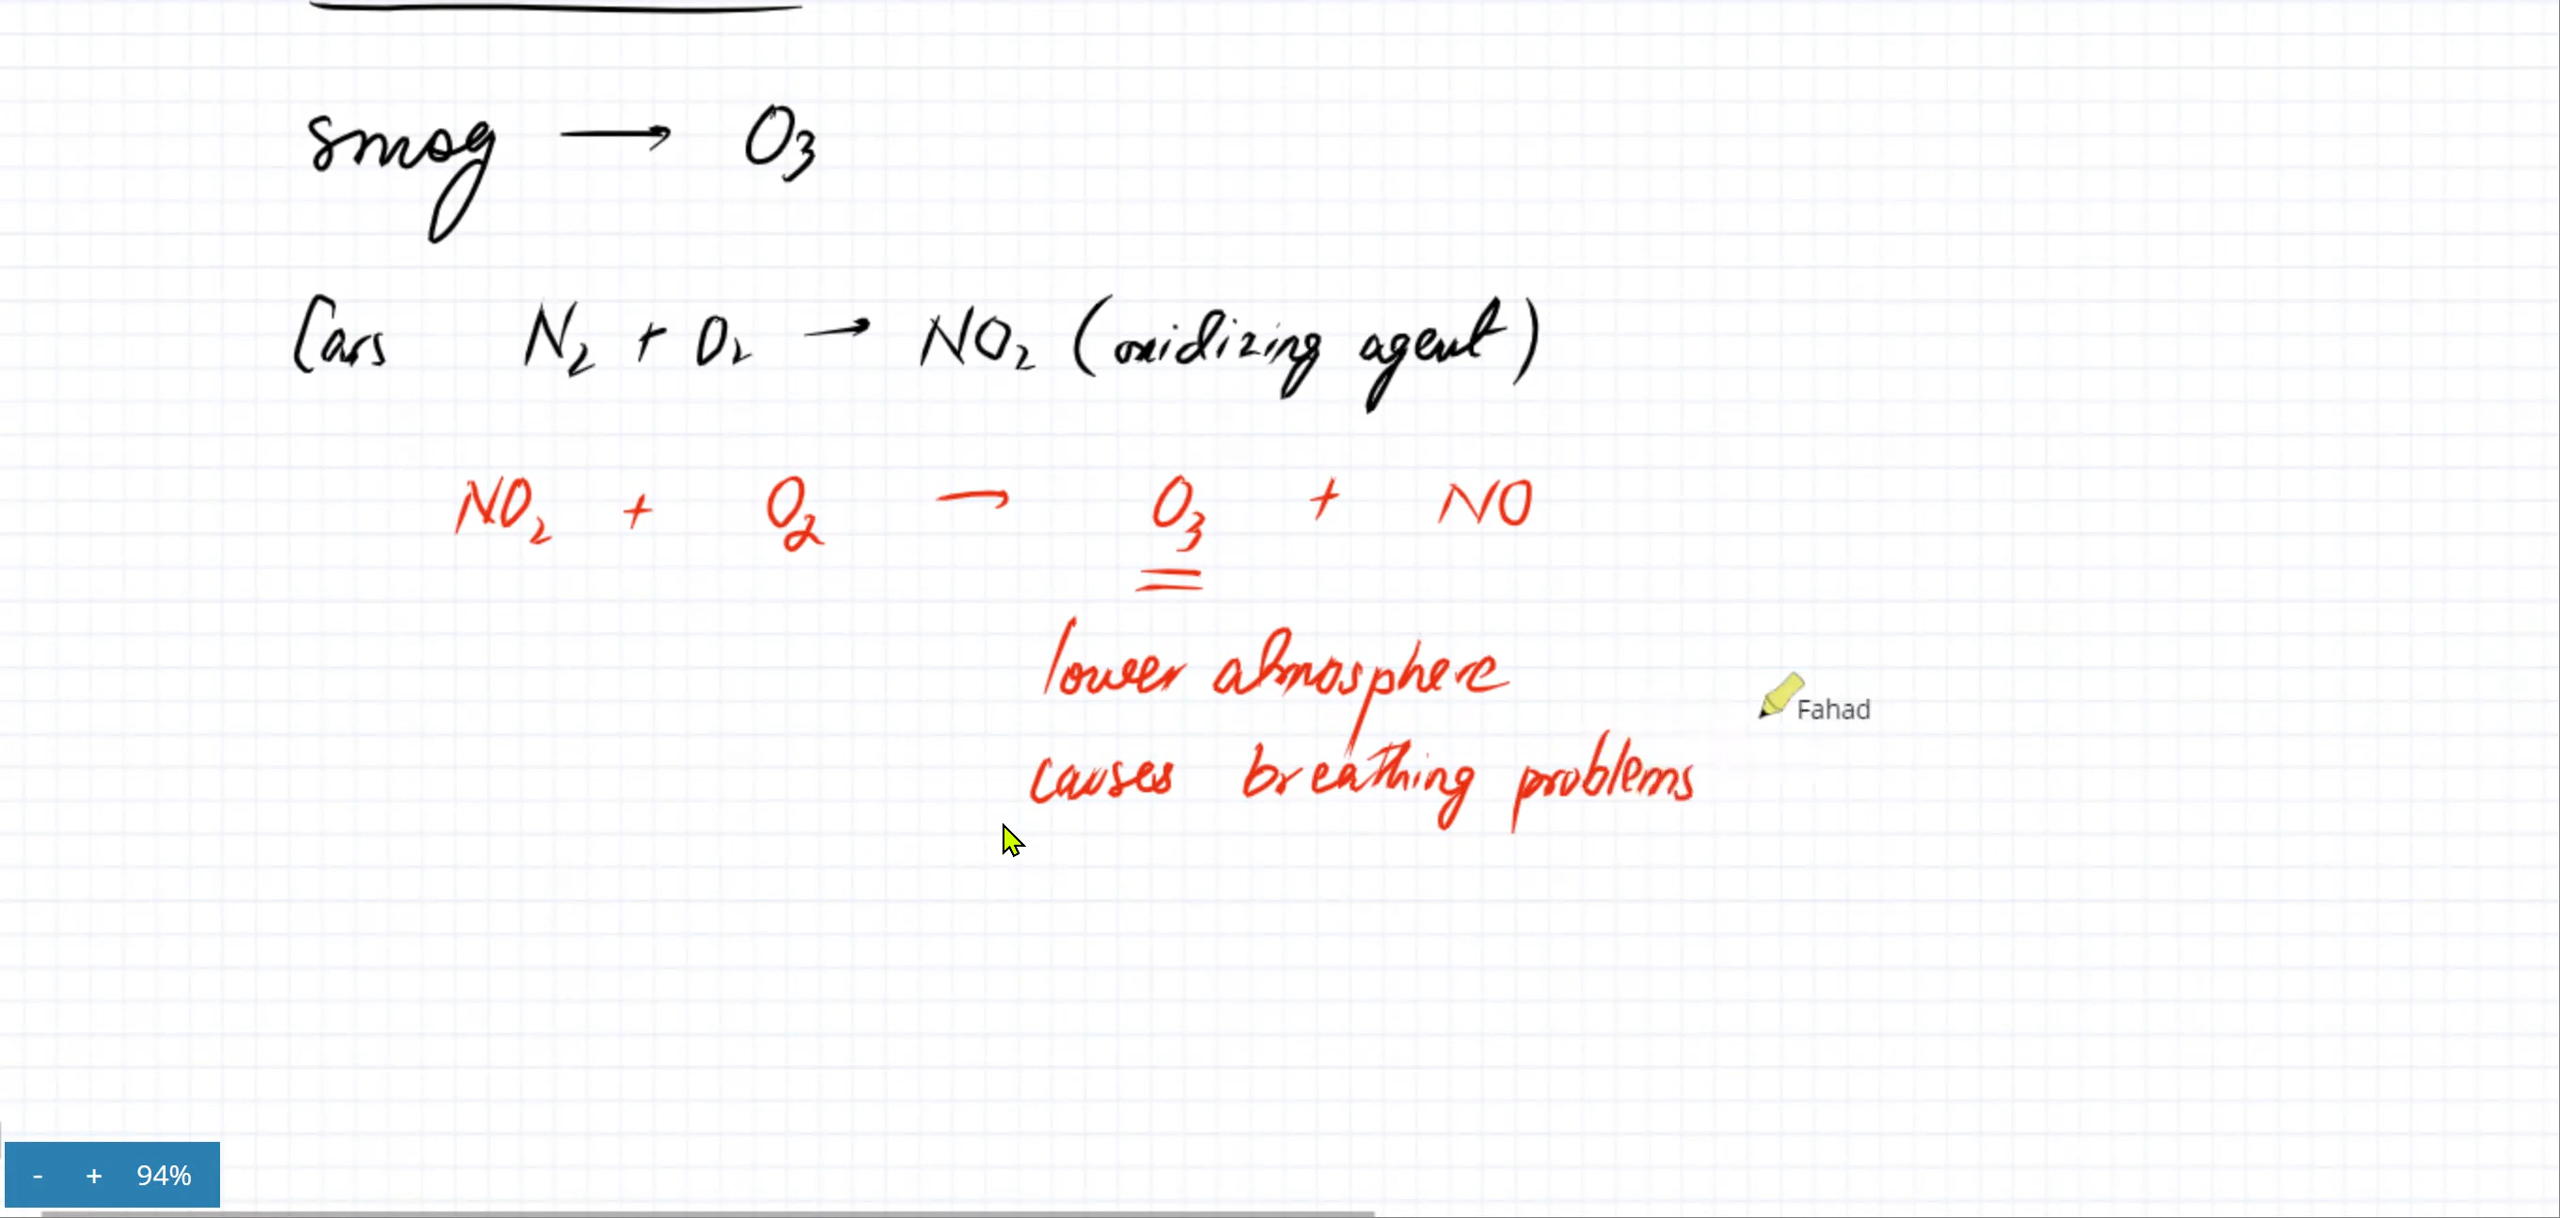 smog → O3
Cars N2 + O2 → NO2 (oxidizing agent)
NO2 + O2 → O3 + NO
lower atmosphere
Fahad
causes breathing problems
- + 94%